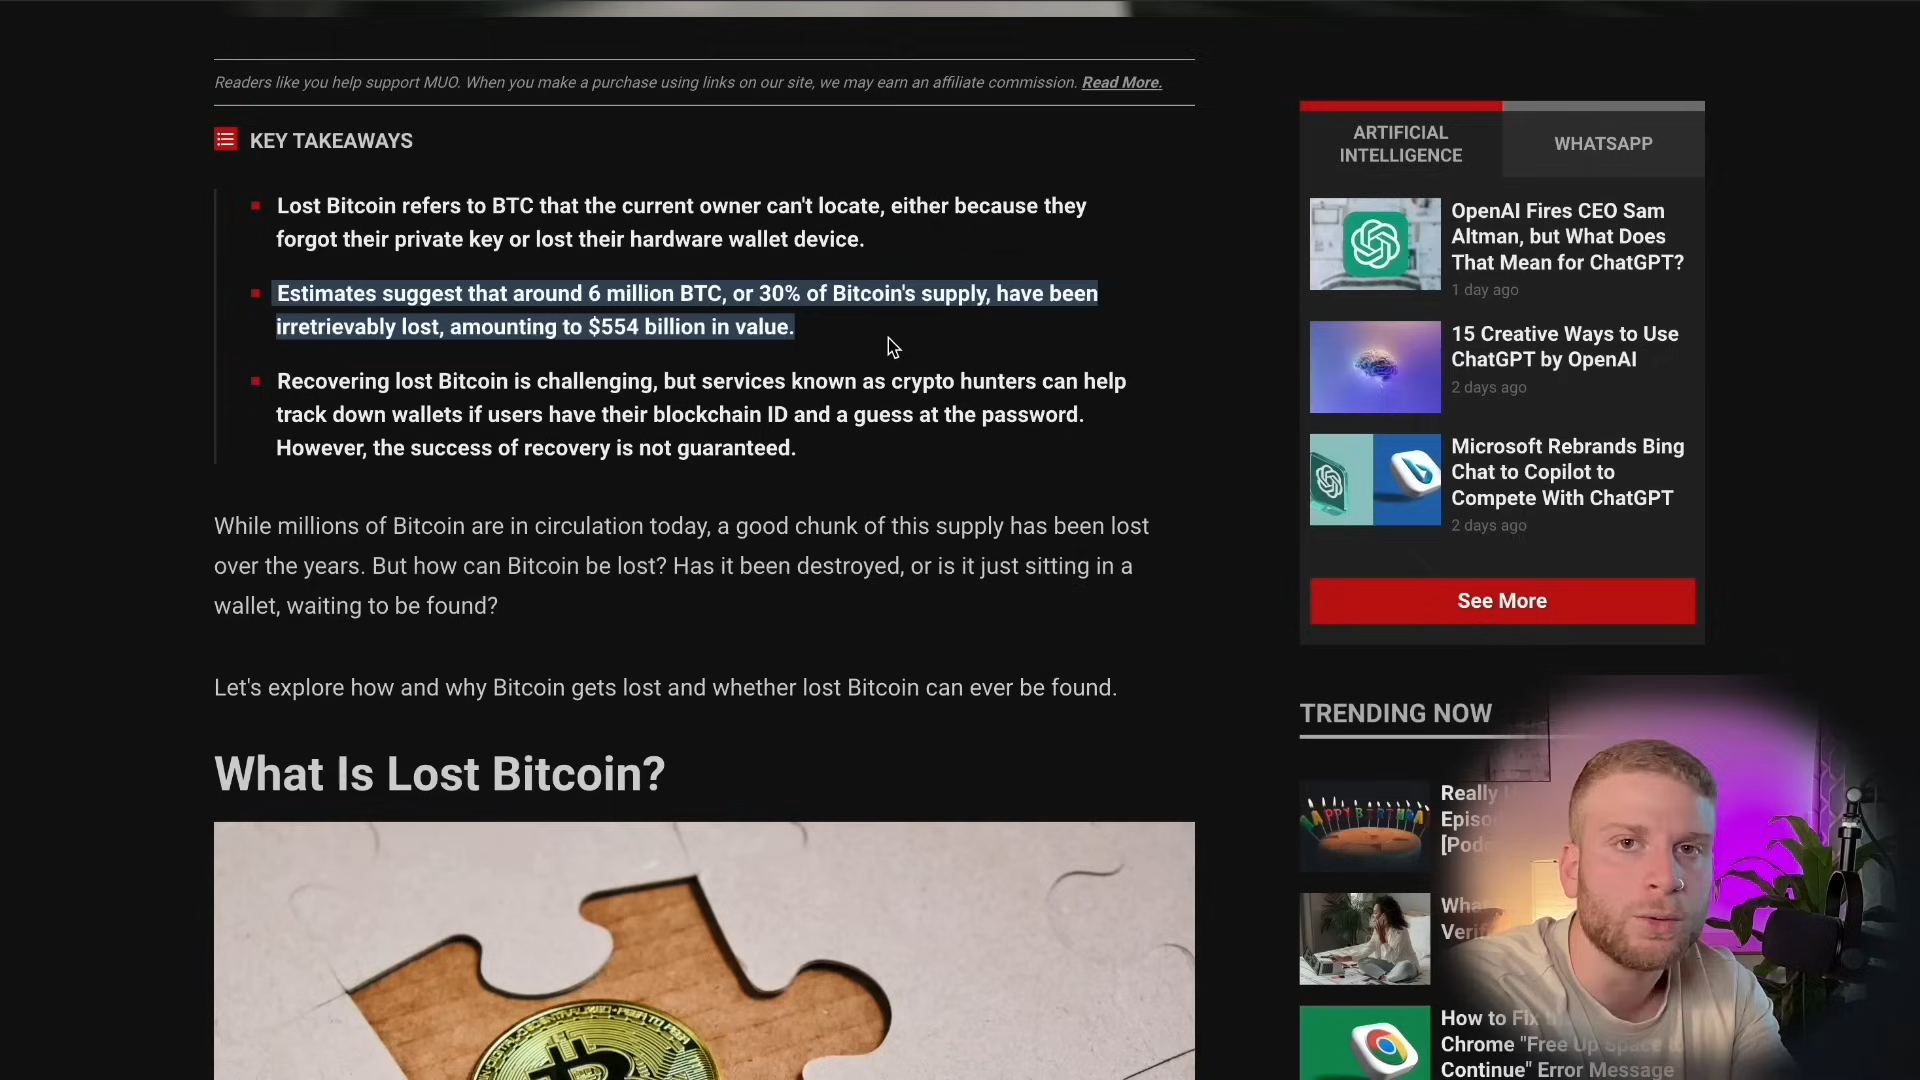 Readers like you help support MUO. When you make a purchase using links on our site, we may earn an affiliate commission. Read More.
KEY TAKEAWAYS
Lost Bitcoin refers to BTC that the current owner can't locate, either because they
forgot their private key or lost their hardware wallet device.
Estimates suggest that around 6 million BTC, or 30% of Bitcoin's supply, have been
irretrievably lost, amounting to $554 billion in value.
Recovering lost Bitcoin is challenging, but services known as crypto hunters can help
track down wallets if users have their blockchain ID and a guess at the password.
However, the success of recovery is not guaranteed.
While millions of Bitcoin are in circulation today, a good chunk of this supply has been lost
over the years. But how can Bitcoin be lost? Has it been destroyed, or is it just sitting in a
wallet, waiting to be found?
Let's explore how and why Bitcoin gets lost and whether lost Bitcoin can ever be found.
What Is Lost Bitcoin?
ARTIFICIAL
INTELLIGENCE
WHATSAPP
OpenAI Fires CEO Sam
Altman, but What Does
That Mean for ChatGPT?
1 day ago
15 Creative Ways to Use
ChatGPT by OpenAI
2 days ago
Microsoft Rebrands Bing
Chat to Copilot to
Compete With ChatGPT
2 days ago
See More
TRENDING NOW
HAPPY BIRTHDAY
Really
How to Fix
Chrome "Free Up Space
Continue" Error Message